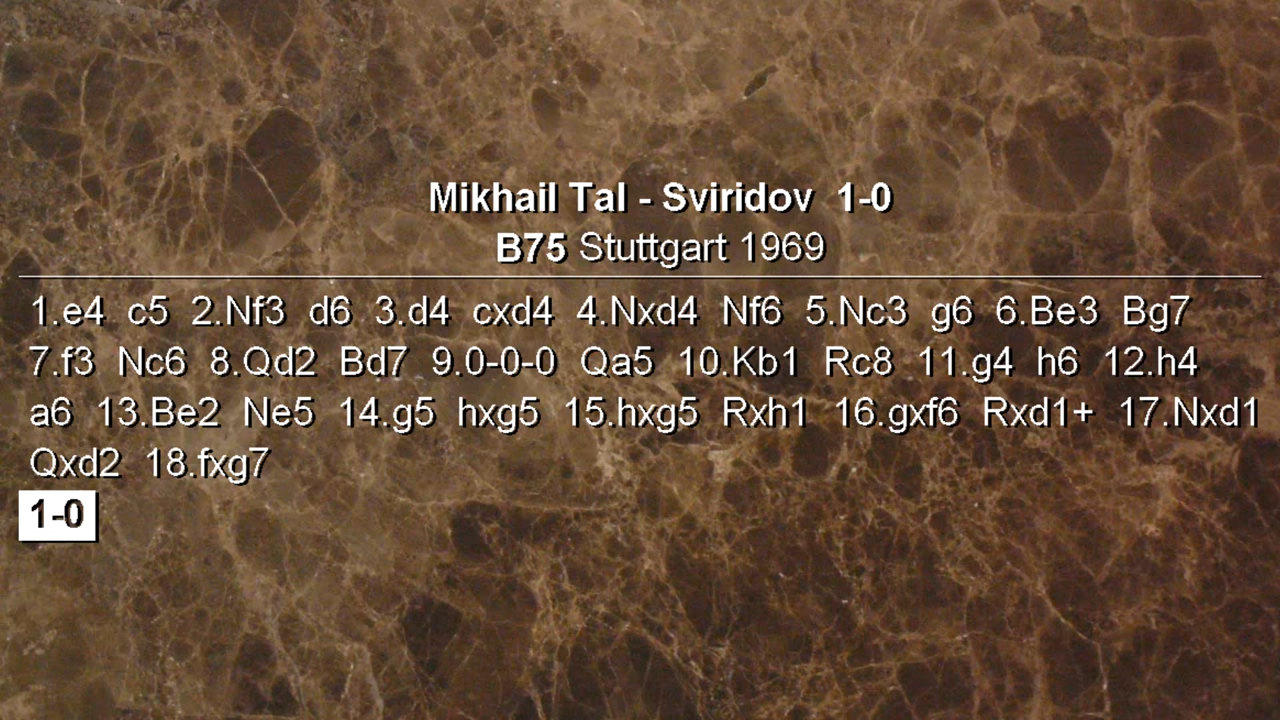 Mikhail Tal - Sviridov 1-0
B75 Stuttgart 1969
1.e4 c5 2.Nf3 d6 3.d4 cxd4 4.Nxd4 Nf6 5.Nc3 g6 6.Be3 Bg7
7.f3 Nc6 8.Qd2 Bd7 9.0-0-0 Qa5 10.Kb1 Rc8 11.g4 h6 12.h4
a6 13.Be2 Ne5 14.g5 hxg5 15.hxg5 Rxh1 16.gxf6 Rxd1+ 17.Nxd1
Qxd2 18.fxg7
1-0